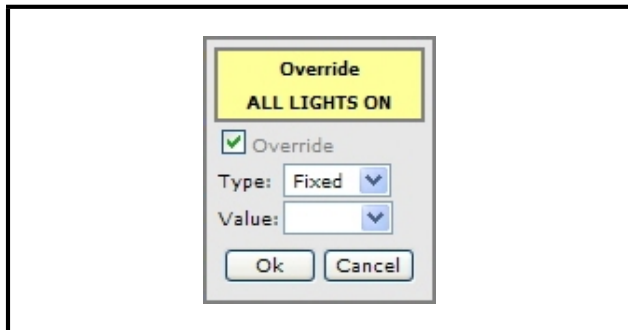 Override
ALL LIGHTS ON
Override
Type: Fixed
Value:
Ok Cancel